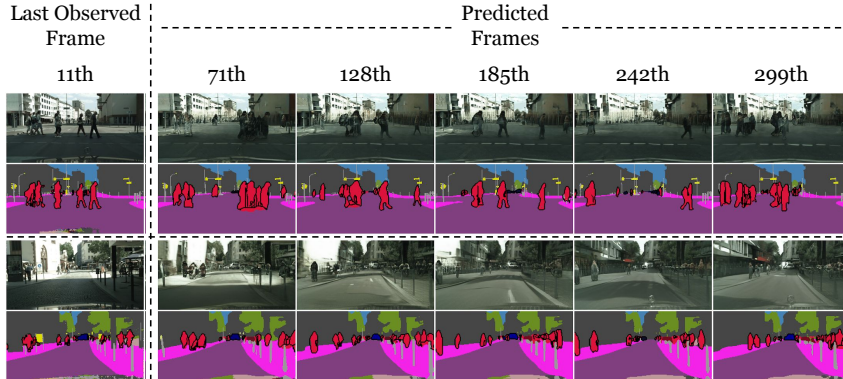 Last Observed
Frame
Predicted
Frames
11th
71th
128th
185th
242th
299th